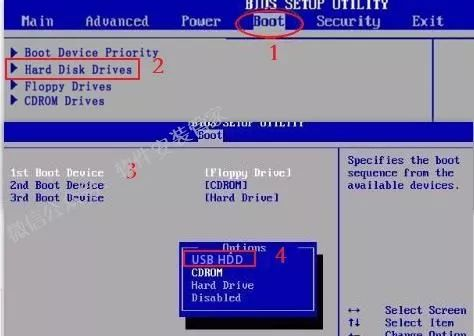 BIOS SETUP UTILITY
Main Advanced Power Boot Security Exit
1
Boot Device Priority
Hard Disk Drives 2
Floppy Drives
CDROM Drives
BIOS SETUP UTILITY
Boot
3
1st Boot Device [Floppy Drive]
2nd Boot Device [CDROM]
3rd Boot Device [Hard Drive]
Specifies the boot
sequence from the
available devices.
Options
USB HDD 4
CDROM
Hard Drive
Disabled
↔ Select Screen
↑↓ Select Item
+- Change Option
微信公众号 软件安装管家